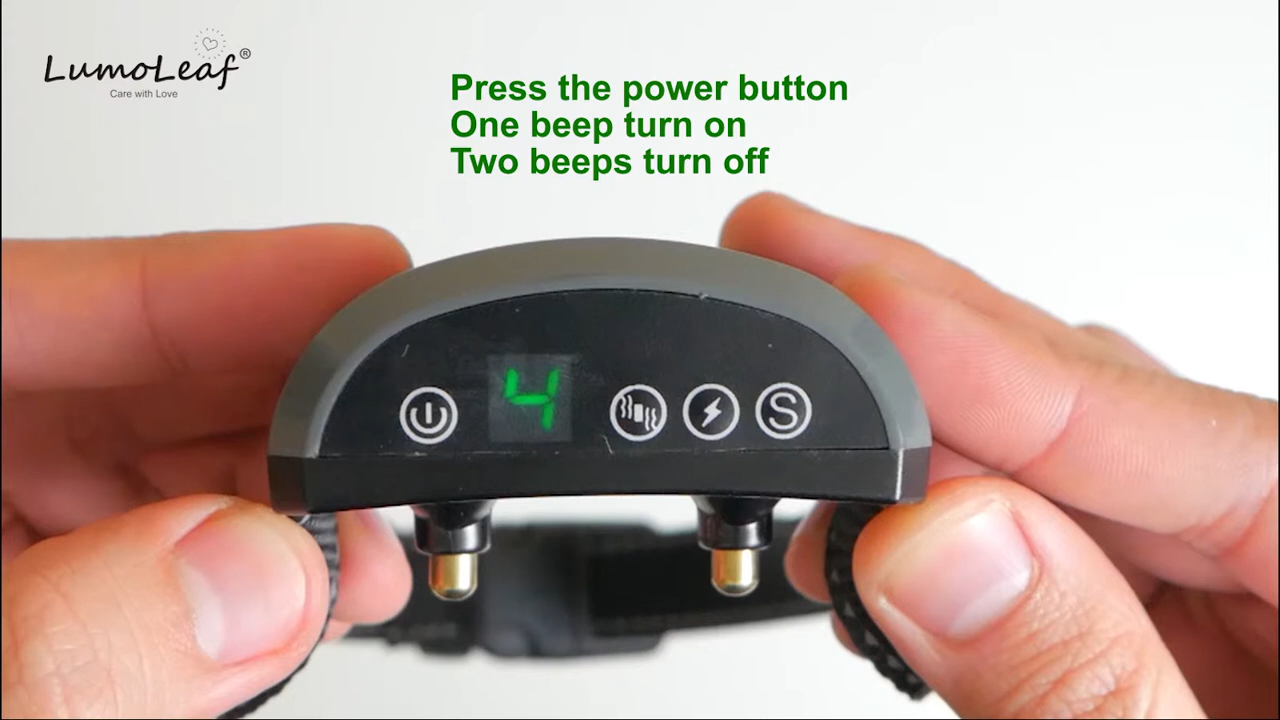 LumoLeaf®
Care with Love
Press the power button
One beep turn on
Two beeps turn off
4
S